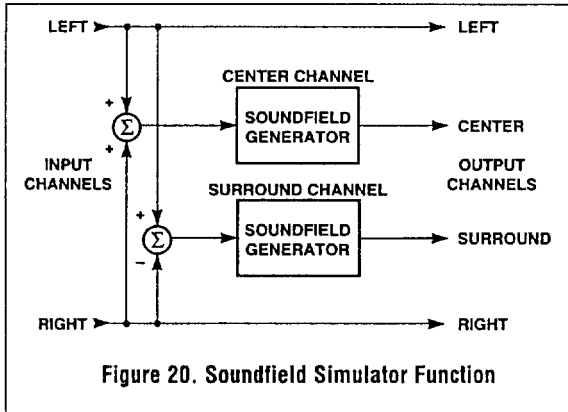 LEFT LEFT
CENTER CHANNEL
+
Σ
+
SOUNDFIELD
GENERATOR
CENTER
INPUT
CHANNELS
OUTPUT
CHANNELS
SURROUND CHANNEL
+
Σ
−
SOUNDFIELD
GENERATOR
SURROUND
RIGHT RIGHT
Figure 20. Soundfield Simulator Function